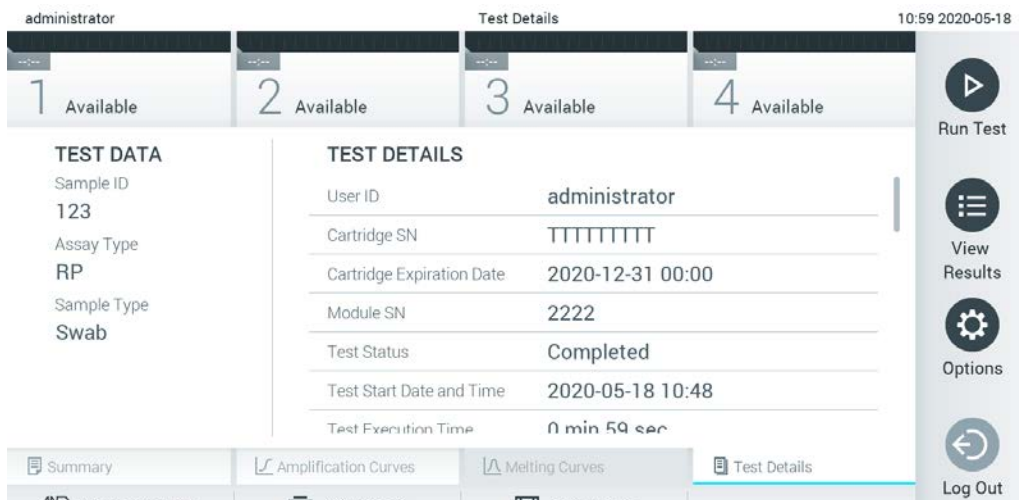 administrator Test Details 10:59 2020-05-18
--:-- --:-- --:-- --:--
1 Available 2 Available 3 Available 4 Available
Run Test
View Results
Options
Log Out
TEST DATA
Sample ID
123
Assay Type
RP
Sample Type
Swab
TEST DETAILS
User ID administrator
Cartridge SN TTTTTTTTT
Cartridge Expiration Date 2020-12-31 00:00
Module SN 2222
Test Status Completed
Test Start Date and Time 2020-05-18 10:48
Test Execution Time 0 min 59 sec
Summary Amplification Curves Melting Curves Test Details